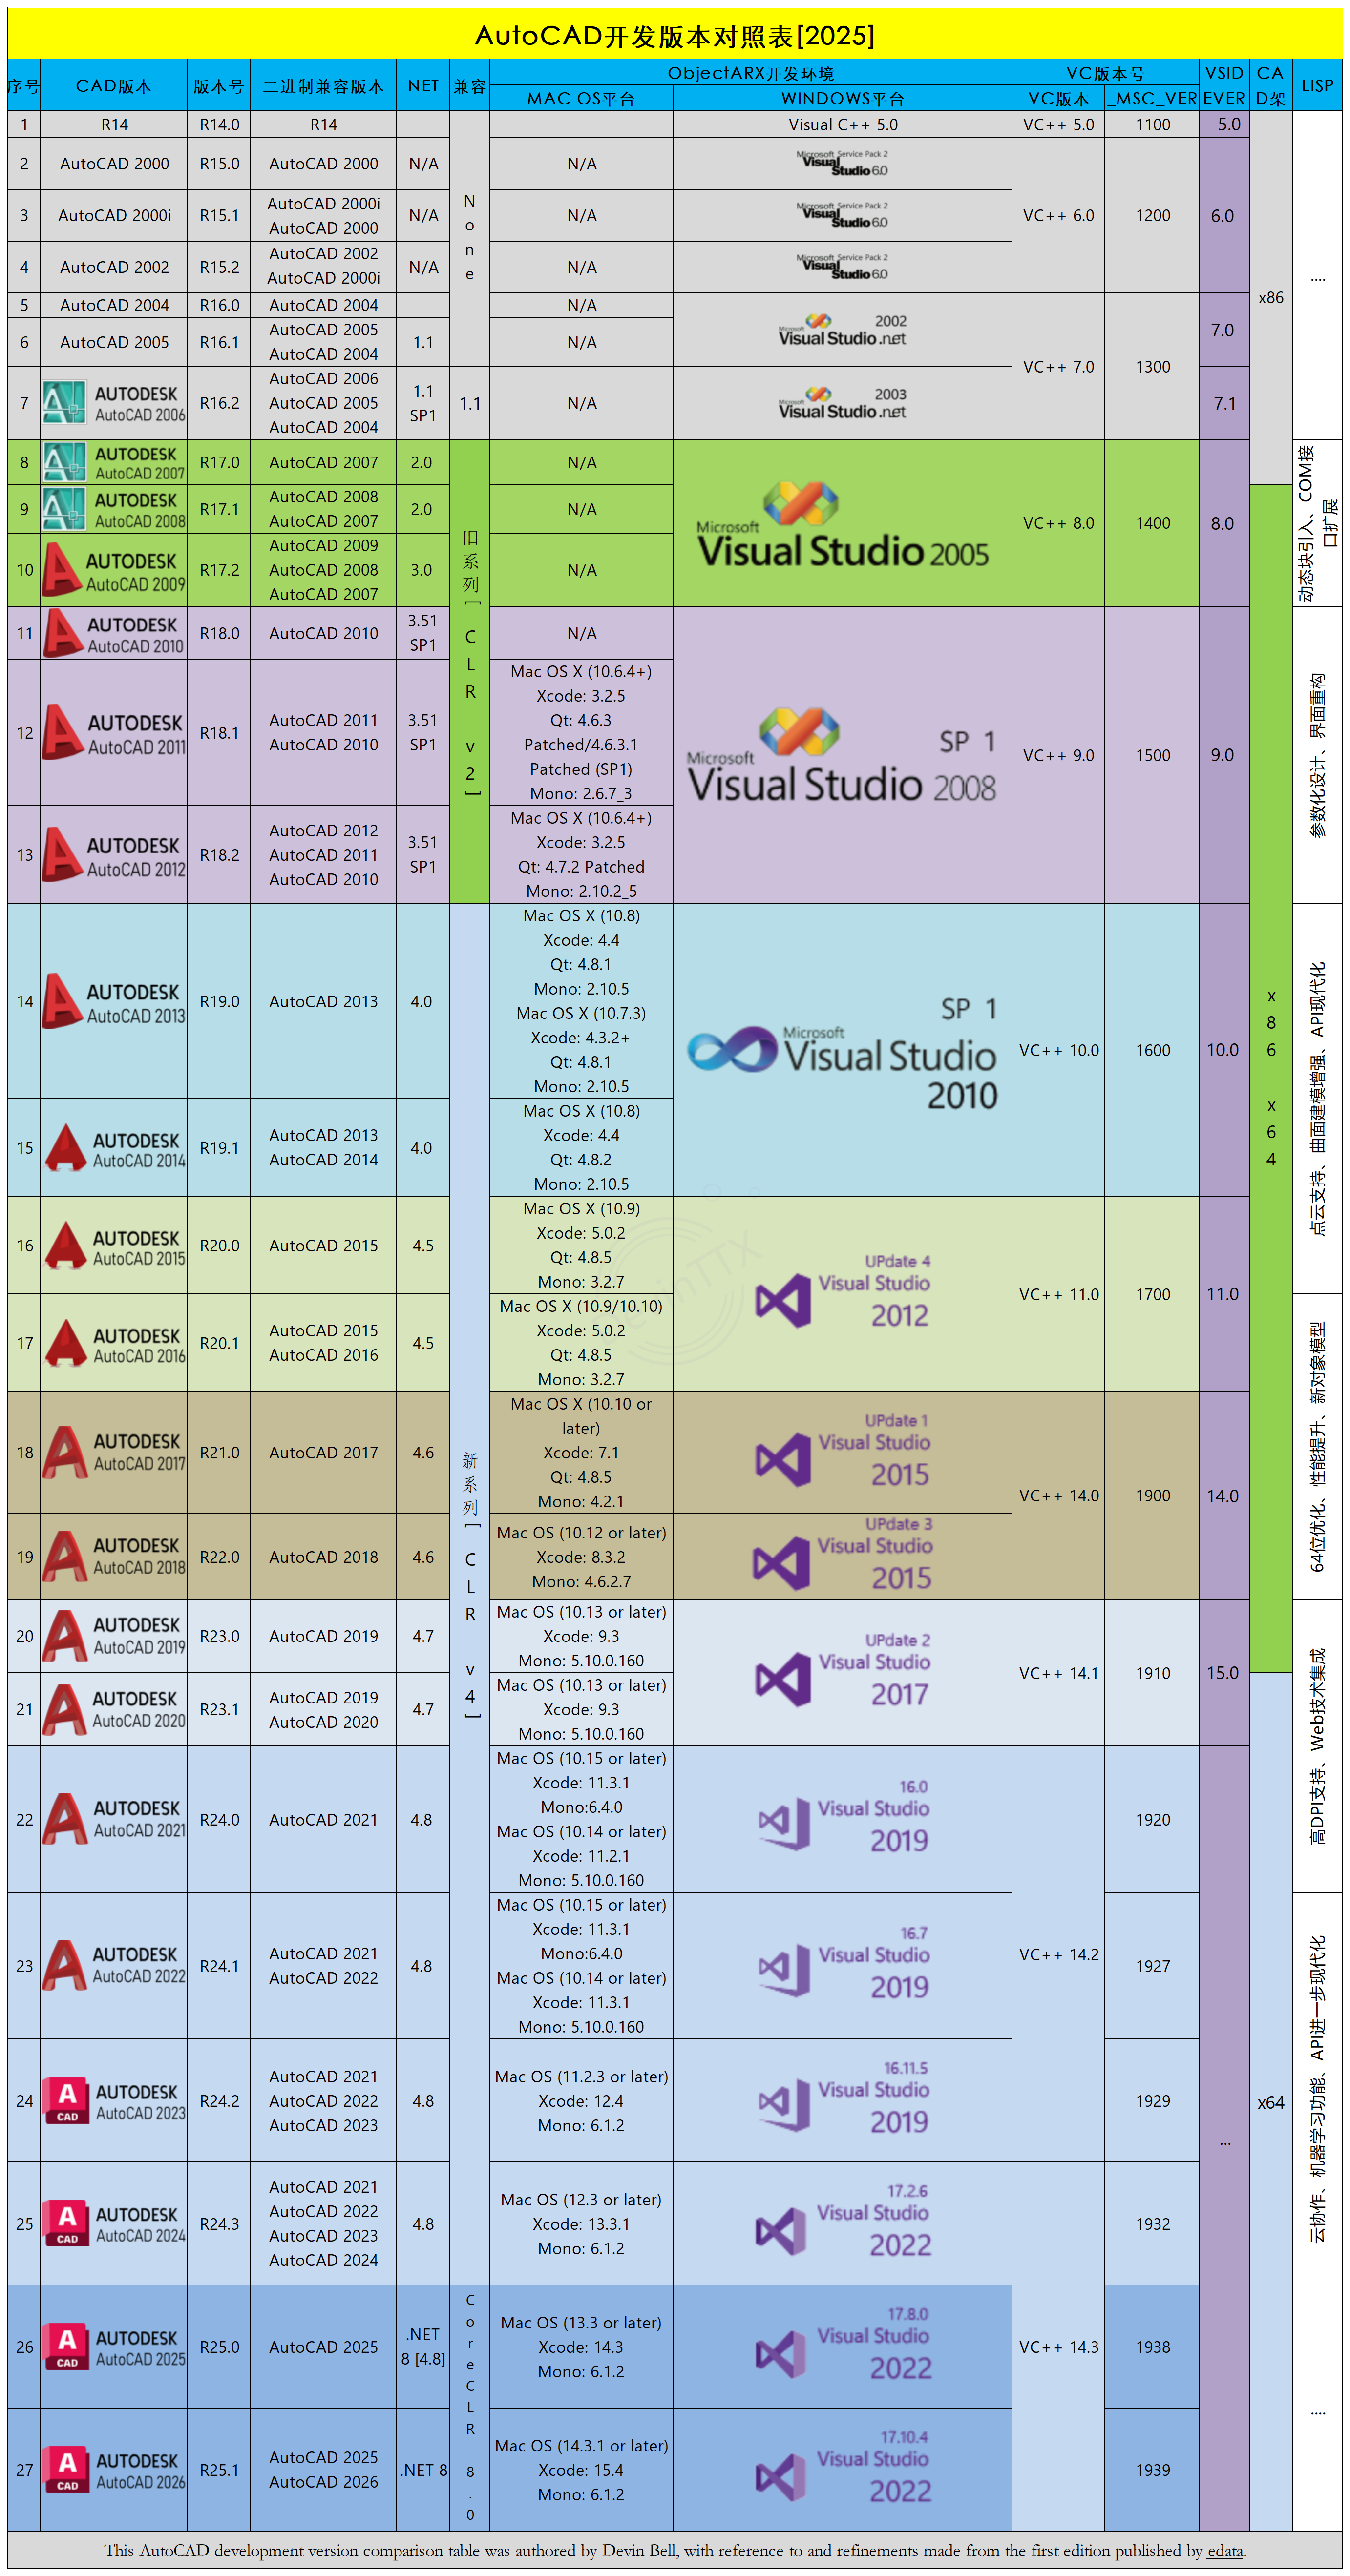 AutoCAD开发版本对照表[2025]
序号 CAD版本 版本号 二进制兼容版本 NET 兼容 ObjectARX开发环境 VC版本号 VSID CA LISP
MAC OS平台 WINDOWS平台 VC版本 _MSC_VER EVER D架
1 R14 R14.0 R14 Visual C++ 5.0 VC++ 5.0 1100 5.0
2 AutoCAD 2000 R15.0 AutoCAD 2000 N/A N/A
Microsoft Service Pack 2
Visual
Studio 6.0
3 AutoCAD 2000i R15.1
AutoCAD 2000i
AutoCAD 2000
N/A N/A
Microsoft Service Pack 2
Visual
Studio 6.0
VC++ 6.0 1200 6.0
4 AutoCAD 2002 R15.2
AutoCAD 2002
AutoCAD 2000i
N/A N/A
Microsoft Service Pack 2
Visual
Studio 6.0
None
....
x86
5 AutoCAD 2004 R16.0 AutoCAD 2004 N/A
6 AutoCAD 2005 R16.1
AutoCAD 2005
AutoCAD 2004
1.1 N/A
2002
Microsoft
Visual Studio .net
7.0
VC++ 7.0 1300
7 AUTODESK
AutoCAD 2006
R16.2
AutoCAD 2006
AutoCAD 2005
AutoCAD 2004
1.1
SP1
1.1 N/A
2003
Microsoft
Visual Studio .net
7.1
8 AUTODESK
AutoCAD 2007
R17.0 AutoCAD 2007 2.0 N/A
9 AUTODESK
AutoCAD 2008
R17.1
AutoCAD 2008
AutoCAD 2007
2.0 N/A
Microsoft
Visual Studio 2005
VC++ 8.0 1400 8.0
动态块引入、COM接
口扩展
10 AUTODESK
AutoCAD 2009
R17.2
AutoCAD 2009
AutoCAD 2008
AutoCAD 2007
3.0 N/A
旧系列[CLR v2]
11 AUTODESK
AutoCAD 2010
R18.0 AutoCAD 2010
3.51
SP1
N/A
12 AUTODESK
AutoCAD 2011
R18.1
AutoCAD 2011
AutoCAD 2010
3.51
SP1
Mac OS X (10.6.4+)
Xcode: 3.2.5
Qt: 4.6.3
Patched/4.6.3.1
Patched (SP1)
Mono: 2.6.7_3
SP 1
Microsoft
Visual Studio 2008
VC++ 9.0 1500 9.0
参数化设计、界面重构
13 AUTODESK
AutoCAD 2012
R18.2
AutoCAD 2012
AutoCAD 2011
AutoCAD 2010
3.51
SP1
Mac OS X (10.6.4+)
Xcode: 3.2.5
Qt: 4.7.2 Patched
Mono: 2.10.2_5
14 AUTODESK
AutoCAD 2013
R19.0 AutoCAD 2013 4.0
Mac OS X (10.8)
Xcode: 4.4
Qt: 4.8.1
Mono: 2.10.5
Mac OS X (10.7.3)
Xcode: 4.3.2+
Qt: 4.8.1
Mono: 2.10.5
SP 1
Microsoft
Visual Studio
2010
VC++ 10.0 1600 10.0
x86 x64
点云支持、曲面建模增强、API现代化
15 AUTODESK
AutoCAD 2014
R19.1
AutoCAD 2013
AutoCAD 2014
4.0
Mac OS X (10.8)
Xcode: 4.4
Qt: 4.8.2
Mono: 2.10.5
16 AUTODESK
AutoCAD 2015
R20.0 AutoCAD 2015 4.5
Mac OS X (10.9)
Xcode: 5.0.2
Qt: 4.8.5
Mono: 3.2.7
UPdate 4
Visual Studio
2012
VC++ 11.0 1700 11.0
17 AUTODESK
AutoCAD 2016
R20.1
AutoCAD 2015
AutoCAD 2016
4.5
Mac OS X (10.9/10.10)
Xcode: 5.0.2
Qt: 4.8.5
Mono: 3.2.7
64位优化、性能提升、新对象模型
18 AUTODESK
AutoCAD 2017
R21.0 AutoCAD 2017 4.6
Mac OS X (10.10 or
later)
Xcode: 7.1
Qt: 4.8.5
Mono: 4.2.1
UPdate 1
Visual Studio
2015
VC++ 14.0 1900 14.0
新系列[CLR v4]
19 AUTODESK
AutoCAD 2018
R22.0 AutoCAD 2018 4.6
Mac OS (10.12 or later)
Xcode: 8.3.2
Mono: 4.6.2.7
UPdate 3
Visual Studio
2015
20 AUTODESK
AutoCAD 2019
R23.0 AutoCAD 2019 4.7
Mac OS (10.13 or later)
Xcode: 9.3
Mono: 5.10.0.160
UPdate 2
Visual Studio
2017
VC++ 14.1 1910 15.0
21 AUTODESK
AutoCAD 2020
R23.1
AutoCAD 2019
AutoCAD 2020
4.7
Mac OS (10.13 or later)
Xcode: 9.3
Mono: 5.10.0.160
高DPI支持、Web技术集成
22 AUTODESK
AutoCAD 2021
R24.0 AutoCAD 2021 4.8
Mac OS (10.15 or later)
Xcode: 11.3.1
Mono:6.4.0
Mac OS (10.14 or later)
Xcode: 11.2.1
Mono: 5.10.0.160
16.0
Visual Studio
2019
1920
23 AUTODESK
AutoCAD 2022
R24.1
AutoCAD 2021
AutoCAD 2022
4.8
Mac OS (10.15 or later)
Xcode: 11.3.1
Mono:6.4.0
Mac OS (10.14 or later)
Xcode: 11.3.1
Mono: 5.10.0.160
16.7
Visual Studio
2019
VC++ 14.2 1927
云协作、机器学习功能、API进一步现代化
24 A
CAD
AUTODESK
AutoCAD 2023
R24.2
AutoCAD 2021
AutoCAD 2022
AutoCAD 2023
4.8
Mac OS (11.2.3 or later)
Xcode: 12.4
Mono: 6.1.2
16.11.5
Visual Studio
2019
1929 ... x64
25 A
CAD
AUTODESK
AutoCAD 2024
R24.3
AutoCAD 2021
AutoCAD 2022
AutoCAD 2023
AutoCAD 2024
4.8
Mac OS (12.3 or later)
Xcode: 13.3.1
Mono: 6.1.2
17.2.6
Visual Studio
2022
1932
26 A
CAD
AUTODESK
AutoCAD 2025
R25.0 AutoCAD 2025
.NET
8 [4.8]
CoreCLR 8.0
Mac OS (13.3 or later)
Xcode: 14.3
Mono: 6.1.2
17.8.0
Visual Studio
2022
VC++ 14.3 1938
....
27 A
CAD
AUTODESK
AutoCAD 2026
R25.1
AutoCAD 2025
AutoCAD 2026
.NET 8
Mac OS (14.3.1 or later)
Xcode: 15.4
Mono: 6.1.2
17.10.4
Visual Studio
2022
1939
This AutoCAD development version comparison table was authored by Devin Bell, with reference to and refinements made from the first edition published by edata.